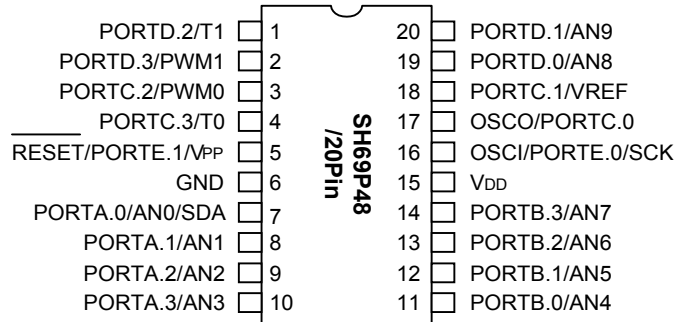 PORTD.2/T1 1 20 PORTD.1/AN9
PORTD.3/PWM1 2 19 PORTD.0/AN8
PORTC.2/PWM0 3 18 PORTC.1/VREF
PORTC.3/T0 4 17 OSCO/PORTC.0
RESET/PORTE.1/VPP 5 16 OSCI/PORTE.0/SCK
GND 6 15 VDD
PORTA.0/AN0/SDA 7 14 PORTB.3/AN7
PORTA.1/AN1 8 13 PORTB.2/AN6
PORTA.2/AN2 9 12 PORTB.1/AN5
PORTA.3/AN3 10 11 PORTB.0/AN4
SH69P48
/20Pin